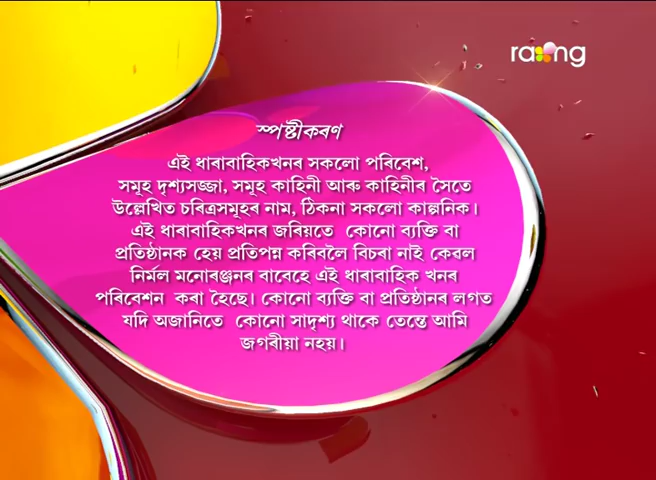 rang
স্পষ্টীকৰণ
এই ধাৰাবাহিকখনৰ সকলো পৰিবেশ,
সমূহ দৃশ্যসজ্জা, সমূহ কাহিনী আৰু কাহিনীৰ সৈতে
উল্লেখিত চৰিত্ৰসমূহৰ নাম, ঠিকনা সকলো কাল্পনিক।
এই ধাৰাবাহিকখনৰ জৰিয়তে কোনো ব্যক্তি বা
প্ৰতিষ্ঠানক হেয় প্ৰতিপন্ন কৰিবলৈ বিচৰা নাই কেৱল
নিৰ্মল মনোৰঞ্জনৰ বাবেহে এই ধাৰাবাহিক খনৰ
পৰিবেশন কৰা হৈছে। কোনো ব্যক্তি বা প্ৰতিষ্ঠানৰ লগত
যদি অজানিতে কোনো সাদৃশ্য থাকে তেন্তে আমি
জগৰীয়া নহয়।